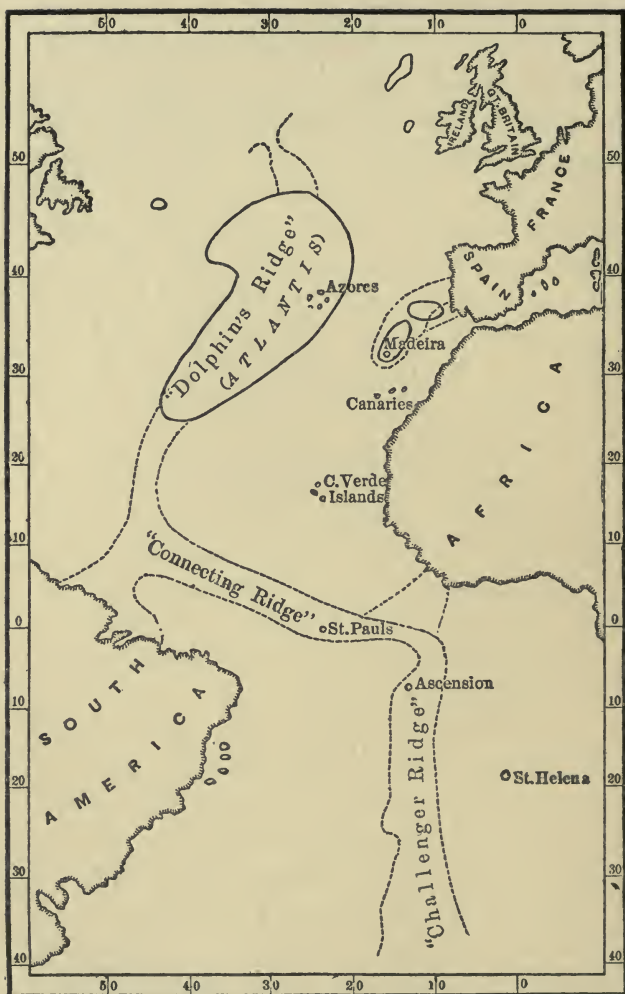 50 40 30 20 10 0
IRELAND
GT. BRITAIN
FRANCE
SPAIN
"Dolphin's Ridge"
(ATLANTIS)
Azores
Madeira
Canaries
C. Verde
Islands
AFRICA
"Connecting Ridge"
St. Pauls
SOUTH
AMERICA
Ascension
"Challenger Ridge"
St. Helena
50
40
30
20
10
0
10
20
30
40
50
40
30
20
10
0
10
20
30
40
50 40 30 20 10 0